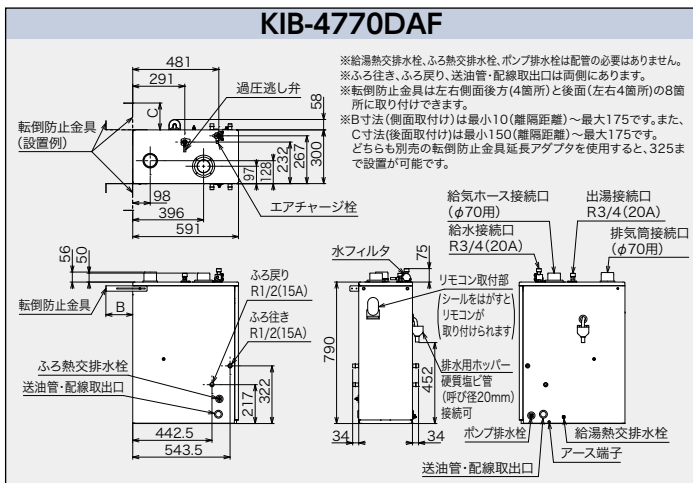 KIB-4770DAF
※給湯熱交排水栓、ふろ熱交排水栓、ポンプ排水栓は配管の必要はありません。
※ふろ往き、ふろ戻り、送油管・配線取出口は両側にあります。
※転倒防止金具は左右側面後方(4箇所)と後面(左右4箇所)の8箇
所に取り付けできます。
※B寸法(側面取付け)は最小10(離隔距離)〜最大175です。また、
C寸法(後面取付け)は最小150(離隔距離)〜最大175です。
どちらも別売の転倒防止金具延長アダプタを使用すると、325ま
で設置が可能です。
481
291
過圧逃し弁
58
C
転倒防止金具
(設置例)
300
267
232
128
97
98
396
591
エアチャージ栓
56
50
転倒防止金具
B
ふろ戻り
R1/2(15A)
ふろ往き
R1/2(15A)
ふろ熱交排水栓
送油管・配線取出口
322
217
442.5
543.5
水フィルタ
75
リモコン取付部
(シールをはがすと
リモコンが
取り付けられます)
790
排水用ホッパー
硬質塩ビ管
(呼び径20mm)
接続可
452
34
34
給気ホース接続口
(φ70用)
給水接続口
R3/4(20A)
出湯接続口
R3/4(20A)
排気筒接続口
(φ70用)
ポンプ排水栓
給湯熱交排水栓
アース端子
送油管・配線取出口